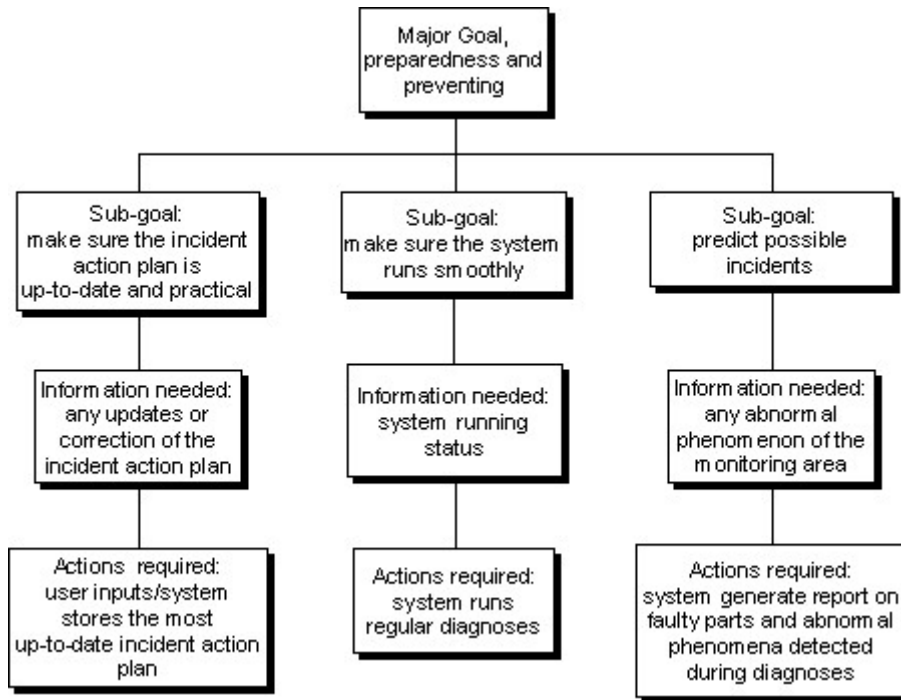 Major Goal,
preparedness and
preventing
Sub-goal:
make sure the incident
action plan is
up-to-date and practical
Sub-goal:
make sure the system
runs smoothly
Sub-goal:
predict possible
incidents
Information needed:
any updates or
correction of the
incident action plan
Information needed:
system running
status
Information needed:
any abnormal
phenomenon of the
monitoring area
Actions required:
user inputs/system
stores the most
up-to-date incident action
plan
Actions required:
system runs
regular diagnoses
Actions required:
system generate report on
faulty parts and abnormal
phenomena detected
during diagnoses